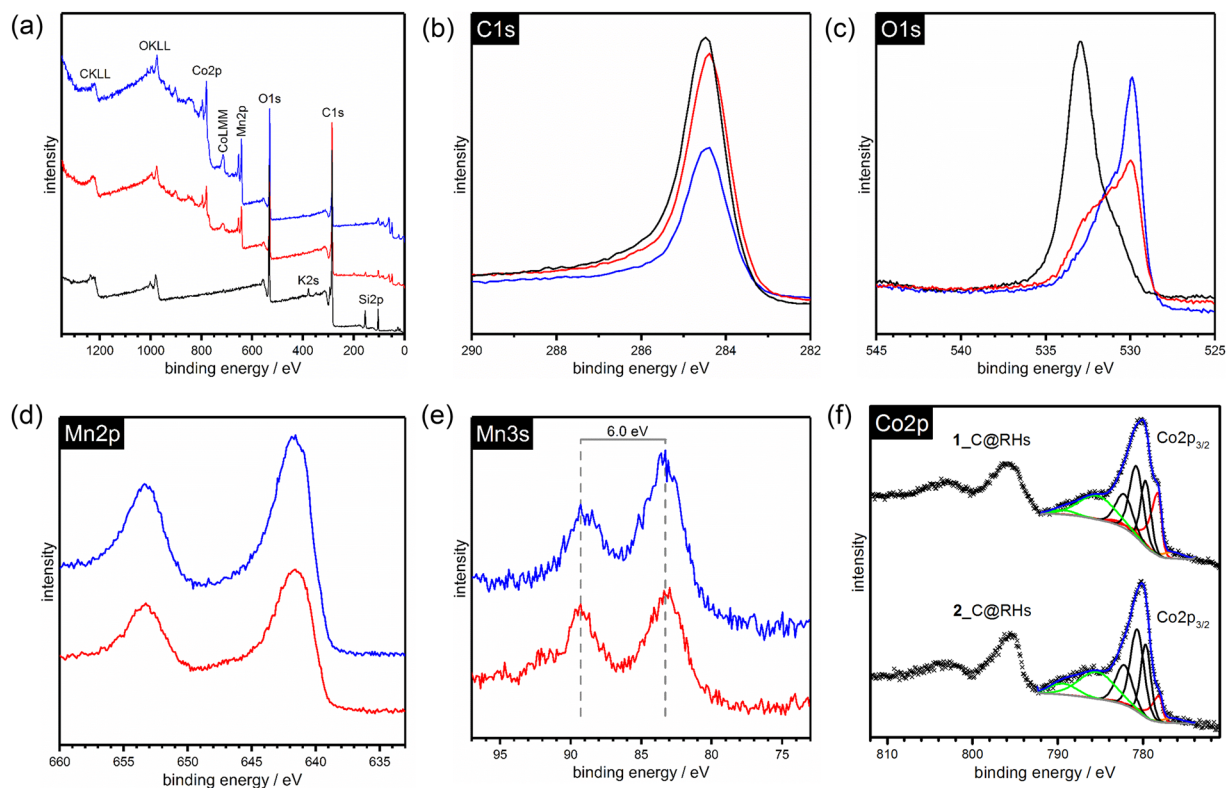 (a)
CKLL
OKLL
Co2p
CoLMM
Mn2p
O1s
C1s
K2s
Si2p
intensity
1200 1000 800 600 400 200 0
binding energy / eV
(b)
C1s
intensity
290 288 286 284 282
binding energy / eV
(c)
O1s
intensity
545 540 535 530 525
binding energy / eV
(d)
Mn2p
intensity
660 655 650 645 640 635
binding energy / eV
(e)
Mn3s
6.0 eV
intensity
95 90 85 80 75
binding energy / eV
(f)
Co2p
1_C@RHs
Co2p3/2
2_C@RHs
Co2p3/2
intensity
810 800 790 780
binding energy / eV